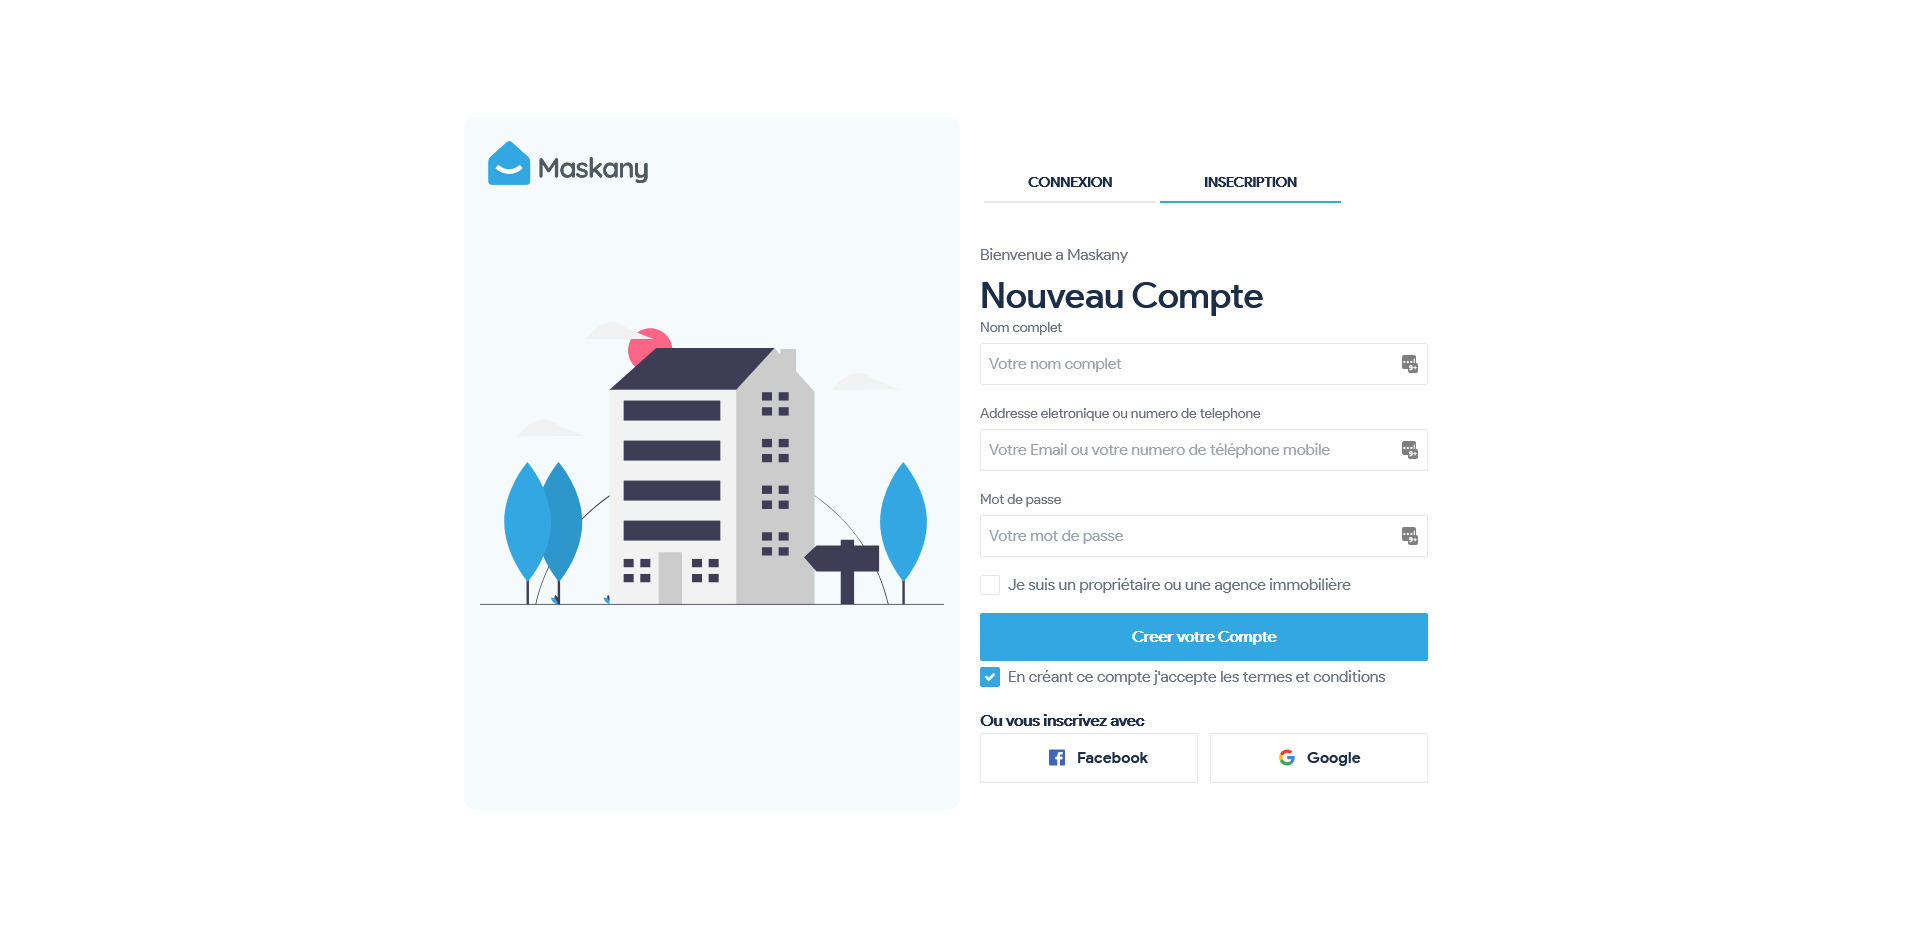 Maskany
CONNEXION
INSECRIPTION
Bienvenue a Maskany
Nouveau Compte
Nom complet
Votre nom complet
Addresse eletronique ou numero de telephone
Votre Email ou votre numero de téléphone mobile
Mot de passe
Votre mot de passe
Je suis un propriétaire ou une agence immobilière
Creer votre Compte
En créant ce compte j'accepte les termes et conditions
Ou vous inscrivez avec
Facebook
Google